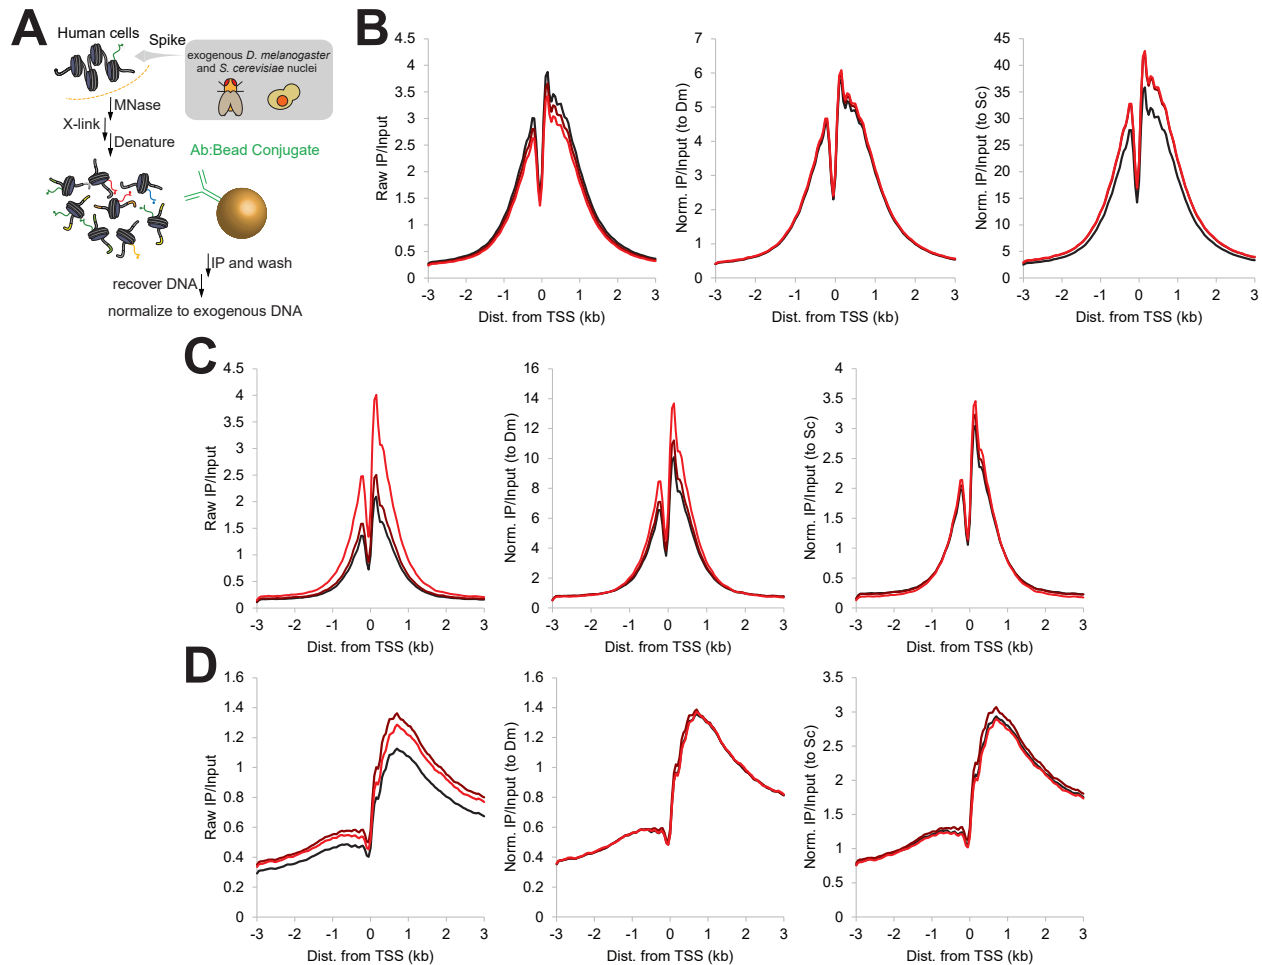 A
Human cells
Spike
exogenous D. melanogaster
and S. cerevisiae nuclei
MNase
X-link
Denature
Ab:Bead Conjugate
IP and wash
recover DNA
normalize to exogenous DNA
B
Raw IP/Input
4.5
4
3.5
3
2.5
2
1.5
1
0.5
0
-3 -2 -1 0 1 2 3
Dist. from TSS (kb)
Norm. IP/Input (to Dm)
7
6
5
4
3
2
1
0
-3 -2 -1 0 1 2 3
Dist. from TSS (kb)
Norm. IP/Input (to Sc)
45
40
35
30
25
20
15
10
5
0
-3 -2 -1 0 1 2 3
Dist. from TSS (kb)
C
Raw IP/Input
4.5
4
3.5
3
2.5
2
1.5
1
0.5
0
-3 -2 -1 0 1 2 3
Dist. from TSS (kb)
Norm. IP/Input (to Dm)
16
14
12
10
8
6
4
2
0
-3 -2 -1 0 1 2 3
Dist. from TSS (kb)
Norm. IP/Input (to Sc)
4
3.5
3
2.5
2
1.5
1
0.5
0
-3 -2 -1 0 1 2 3
Dist. from TSS (kb)
D
Raw IP/Input
1.6
1.4
1.2
1
0.8
0.6
0.4
0.2
0
-3 -2 -1 0 1 2 3
Dist. from TSS (kb)
Norm. IP/Input (to Dm)
1.6
1.4
1.2
1
0.8
0.6
0.4
0.2
0
-3 -2 -1 0 1 2 3
Dist. from TSS (kb)
Norm. IP/Input (to Sc)
3.5
3
2.5
2
1.5
1
0.5
0
-3 -2 -1 0 1 2 3
Dist. from TSS (kb)